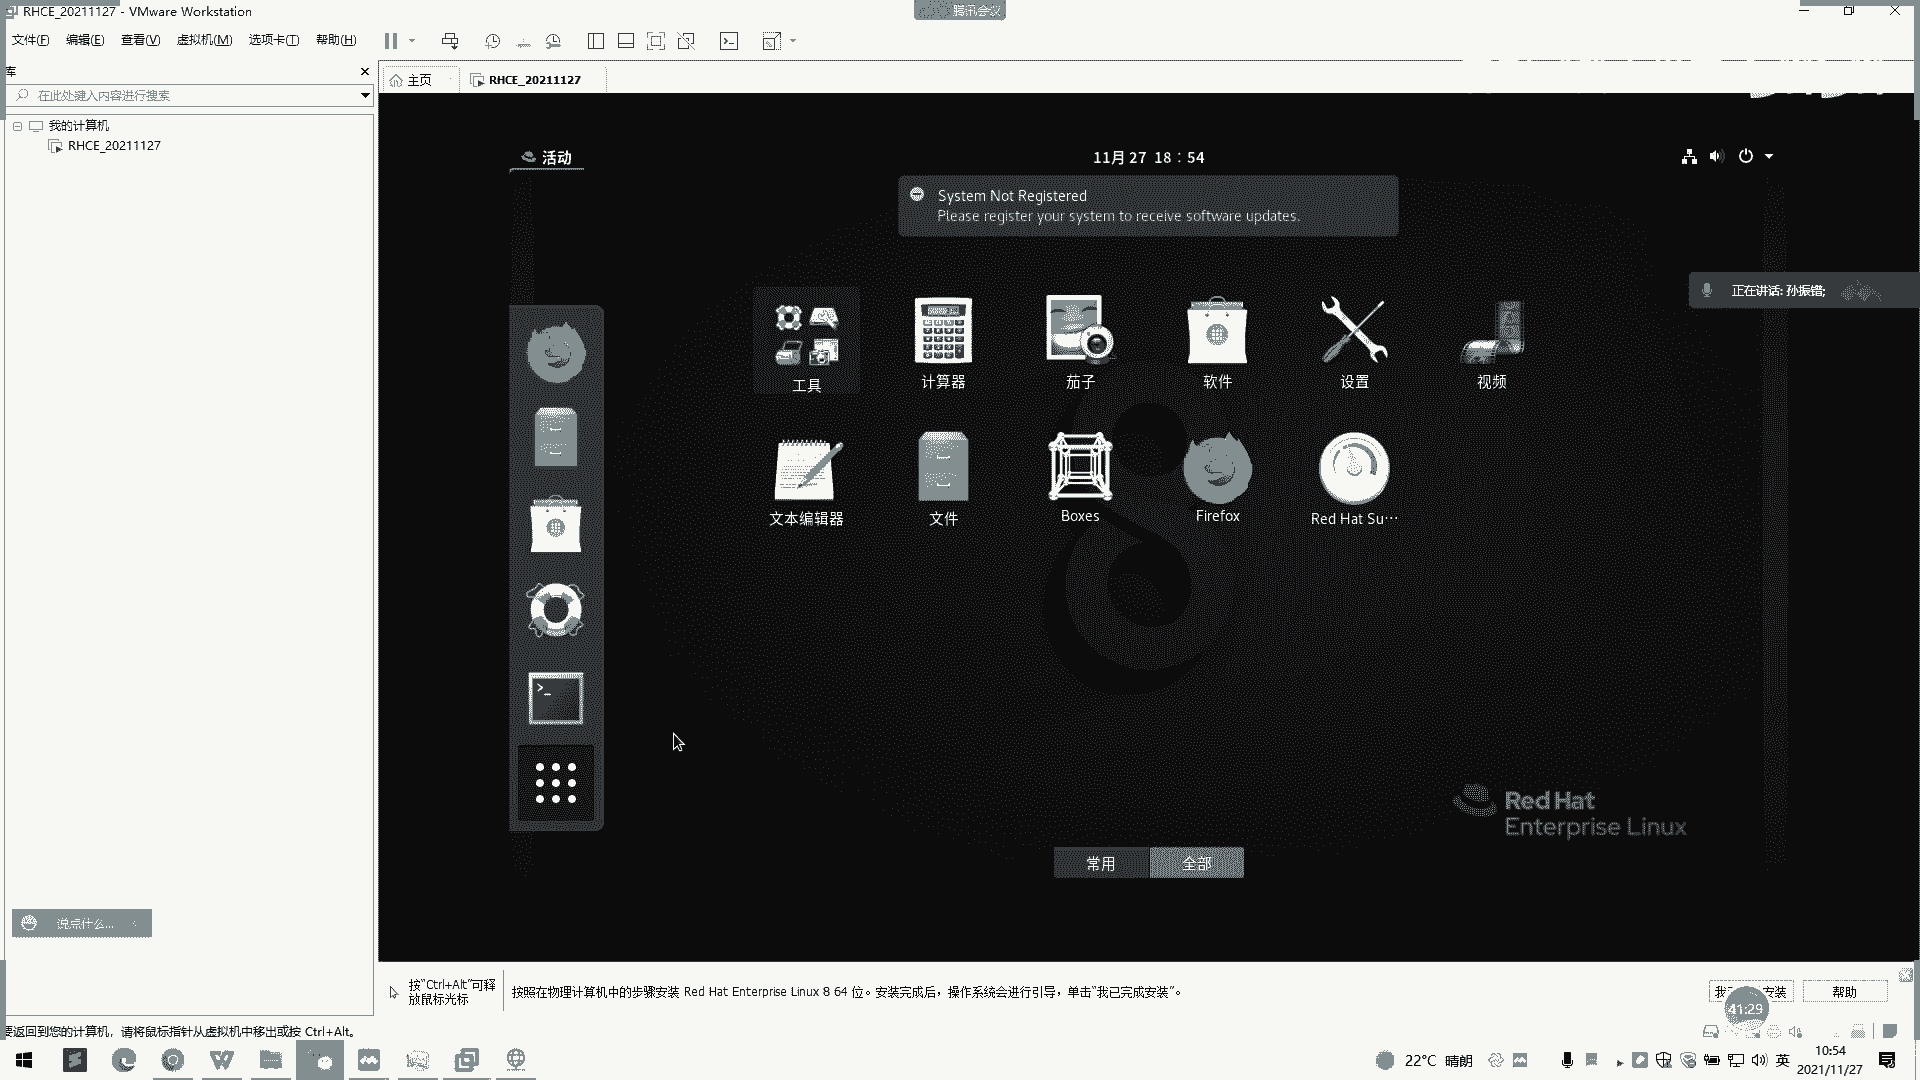 RHCE_20211127 - VMware Workstation
腾讯会议
文件(F) 编辑(E) 查看(V) 虚拟机(M) 选项卡(T) 帮助(H)
库
主页
RHCE_20211127
在此处键入内容进行搜索
我的计算机
RHCE_20211127
活动
11月27 18：54
System Not Registered
Please register your system to receive software updates.
正在讲话: 孙振锴;
工具
计算器
茄子
软件
设置
视频
文本编辑器
文件
Boxes
Firefox
Red Hat Su…
Red Hat
Enterprise Linux
常用
全部
说点什么...
按"Ctrl+Alt"可释
放鼠标光标
按照在物理计算机中的步骤安装 Red Hat Enterprise Linux 8 64 位。安装完成后，操作系统会进行引导，单击"我已完成安装"。
帮助
41:29
要返回到您的计算机，请将鼠标指针从虚拟机中移出或按 Ctrl+Alt。
22°C 晴朗
英
10:54
2021/11/27